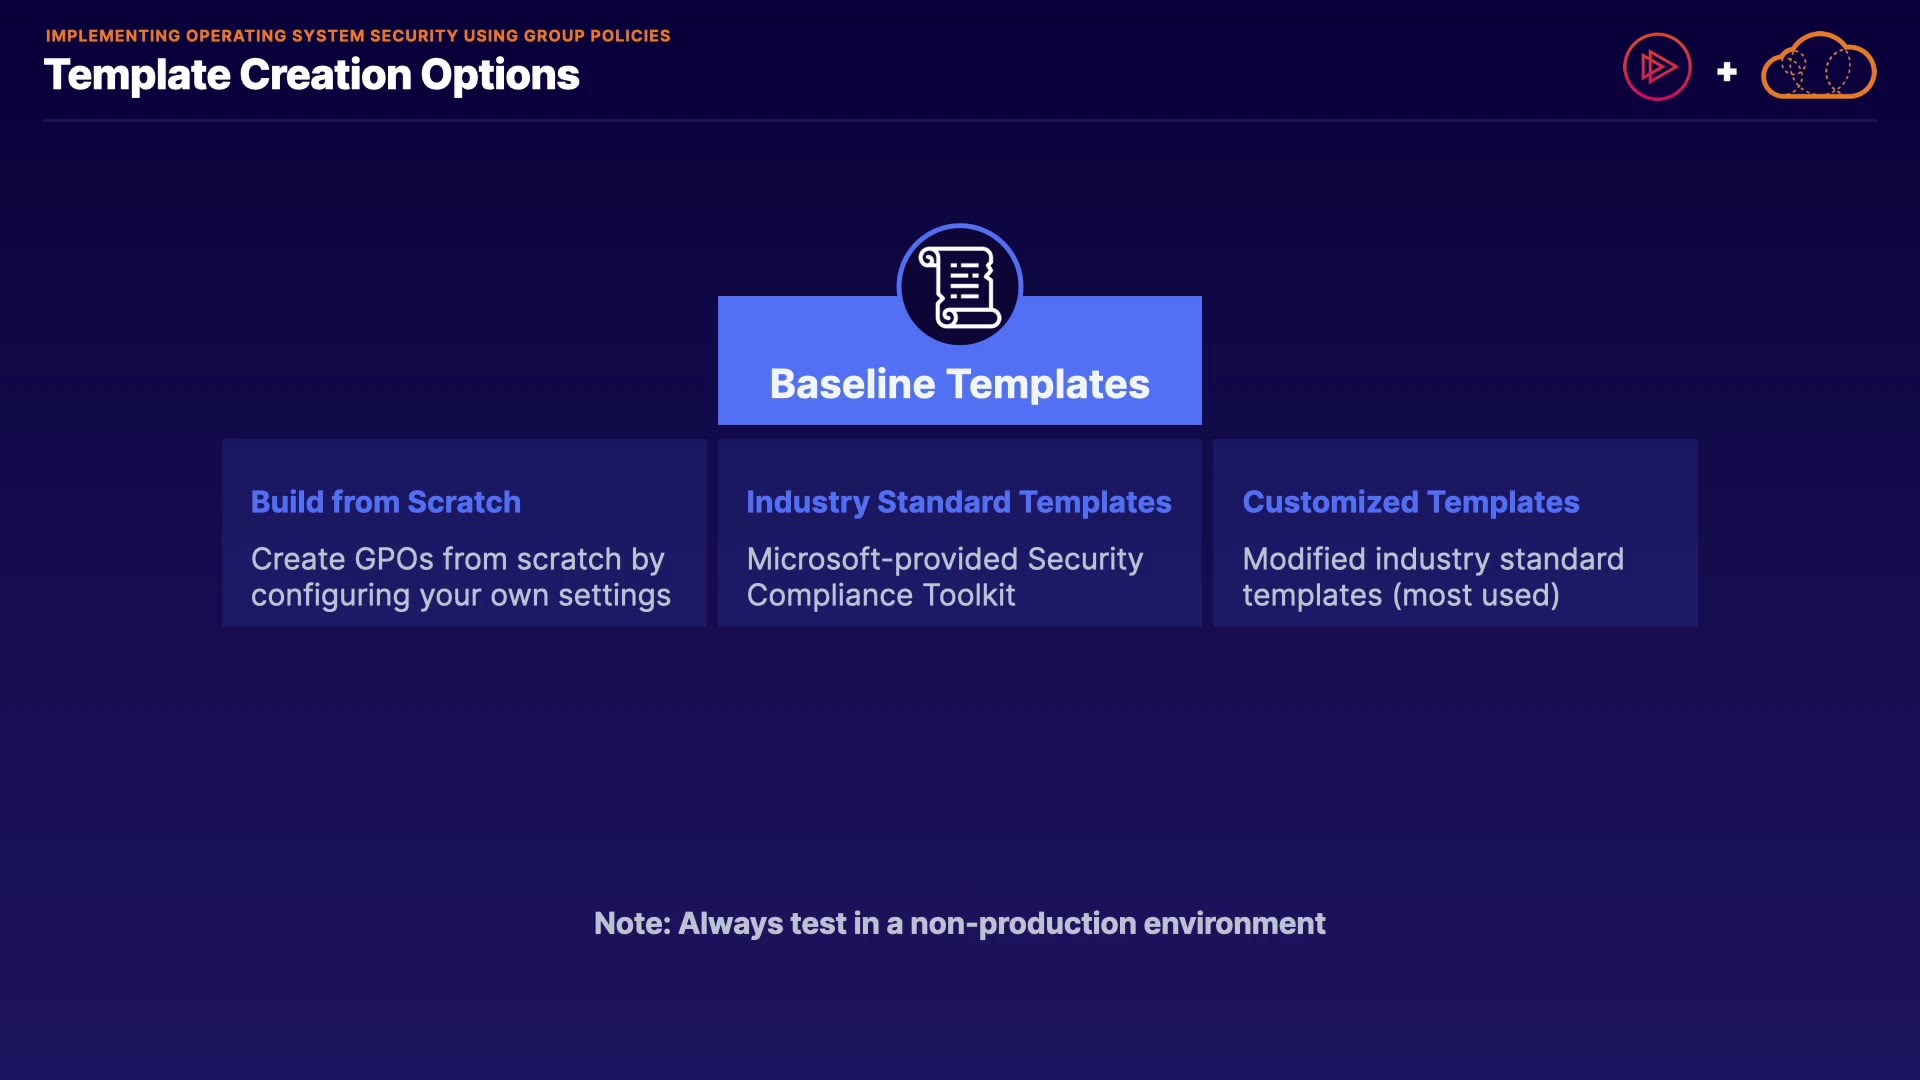 IMPLEMENTING OPERATING SYSTEM SECURITY USING GROUP POLICIES
Template Creation Options
Baseline Templates
Build from Scratch
Create GPOs from scratch by
configuring your own settings
Industry Standard Templates
Microsoft-provided Security
Compliance Toolkit
Customized Templates
Modified industry standard
templates (most used)
Note: Always test in a non-production environment